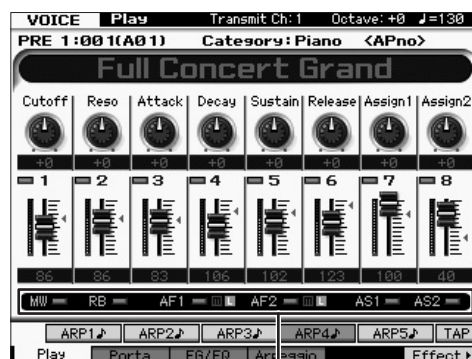 VOICE Play Transmit Ch:1 Octave:+0 ♩=130
PRE 1:001(A01) Category:Piano <APno>
Full Concert Grand
Cutoff Reso Attack Decay Sustain Release Assign1 Assign2
+0 +0 +0 +0 +0 +0 +0 +0
1 2 3 4 5 6 7 8
86 86 83 106 102 123 100 40
MW RB AF1 m L AF2 m L AS1 AS2
ARP1♪ ARP2♪ ARP3♪ ARP4♪ ARP5♪ TAP
Play Porta EG/EQ Arpeggio Effect